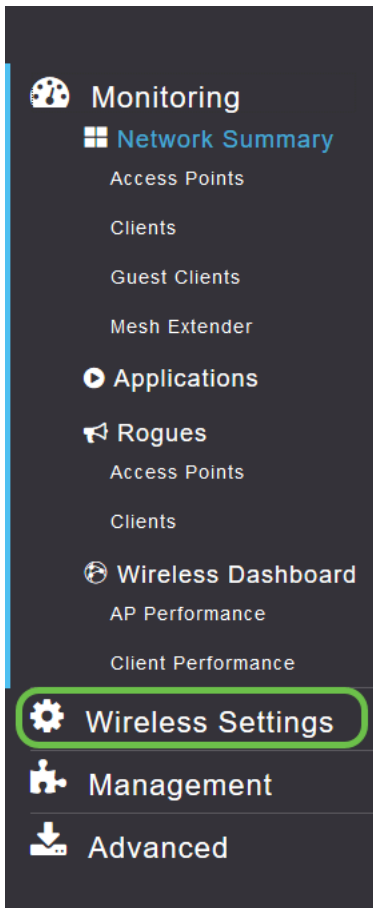 Monitoring
Network Summary
Access Points
Clients
Guest Clients
Mesh Extender
Applications
Rogues
Access Points
Clients
Wireless Dashboard
AP Performance
Client Performance
Wireless Settings
Management
Advanced